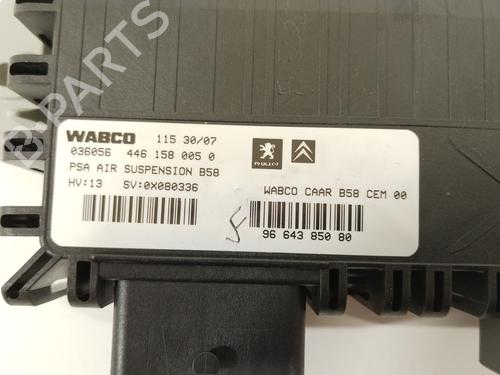 WABCO 115 30/07
036056 446 158 005 0
PSA AIR SUSPENSION B58
HV:13 SV:0X080336
PEUGEOT
WABCO CAAR B58 CEM 00
96 643 850 80